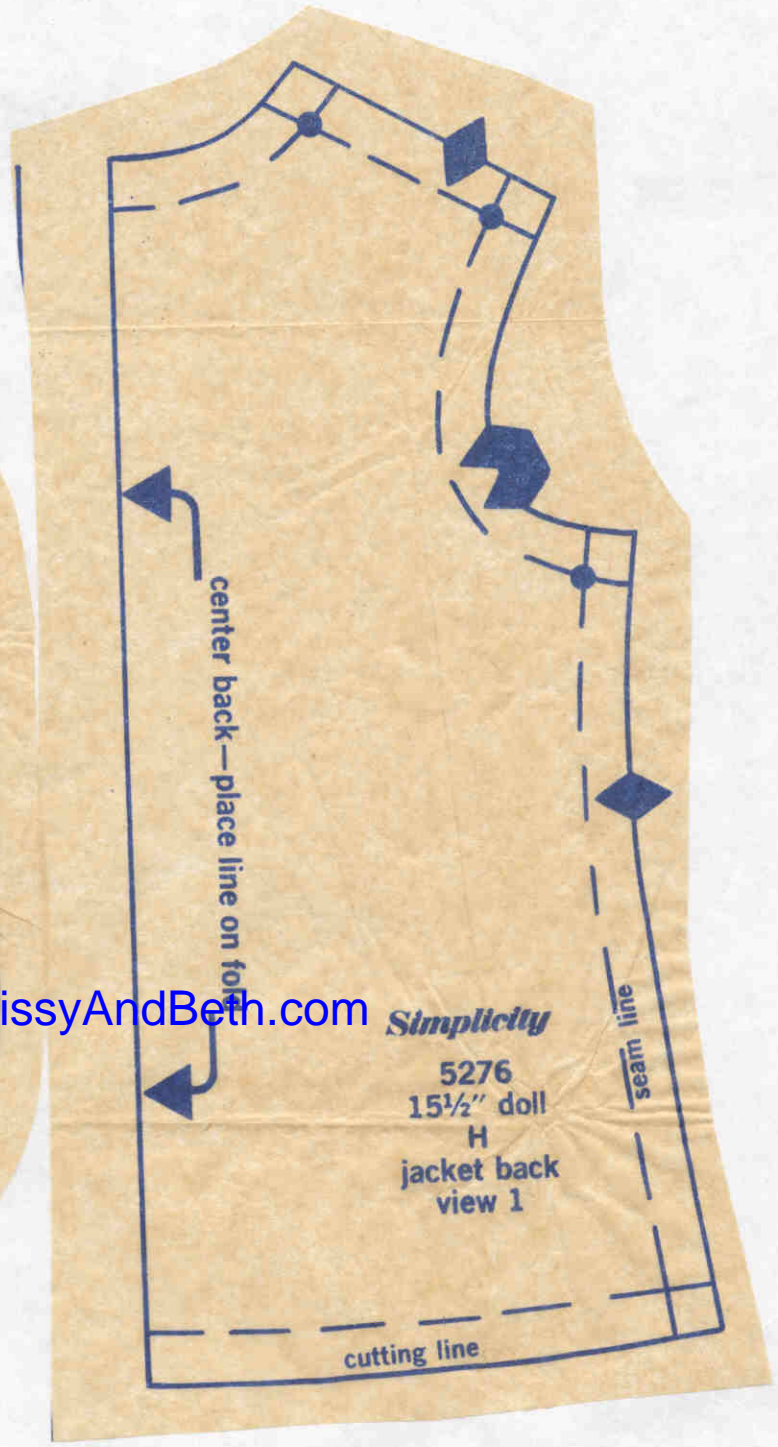 center back—place line on fold
issyAndBeth.com
Simplicity
5276
15½" doll
H
jacket back
view 1
seam line
cutting line